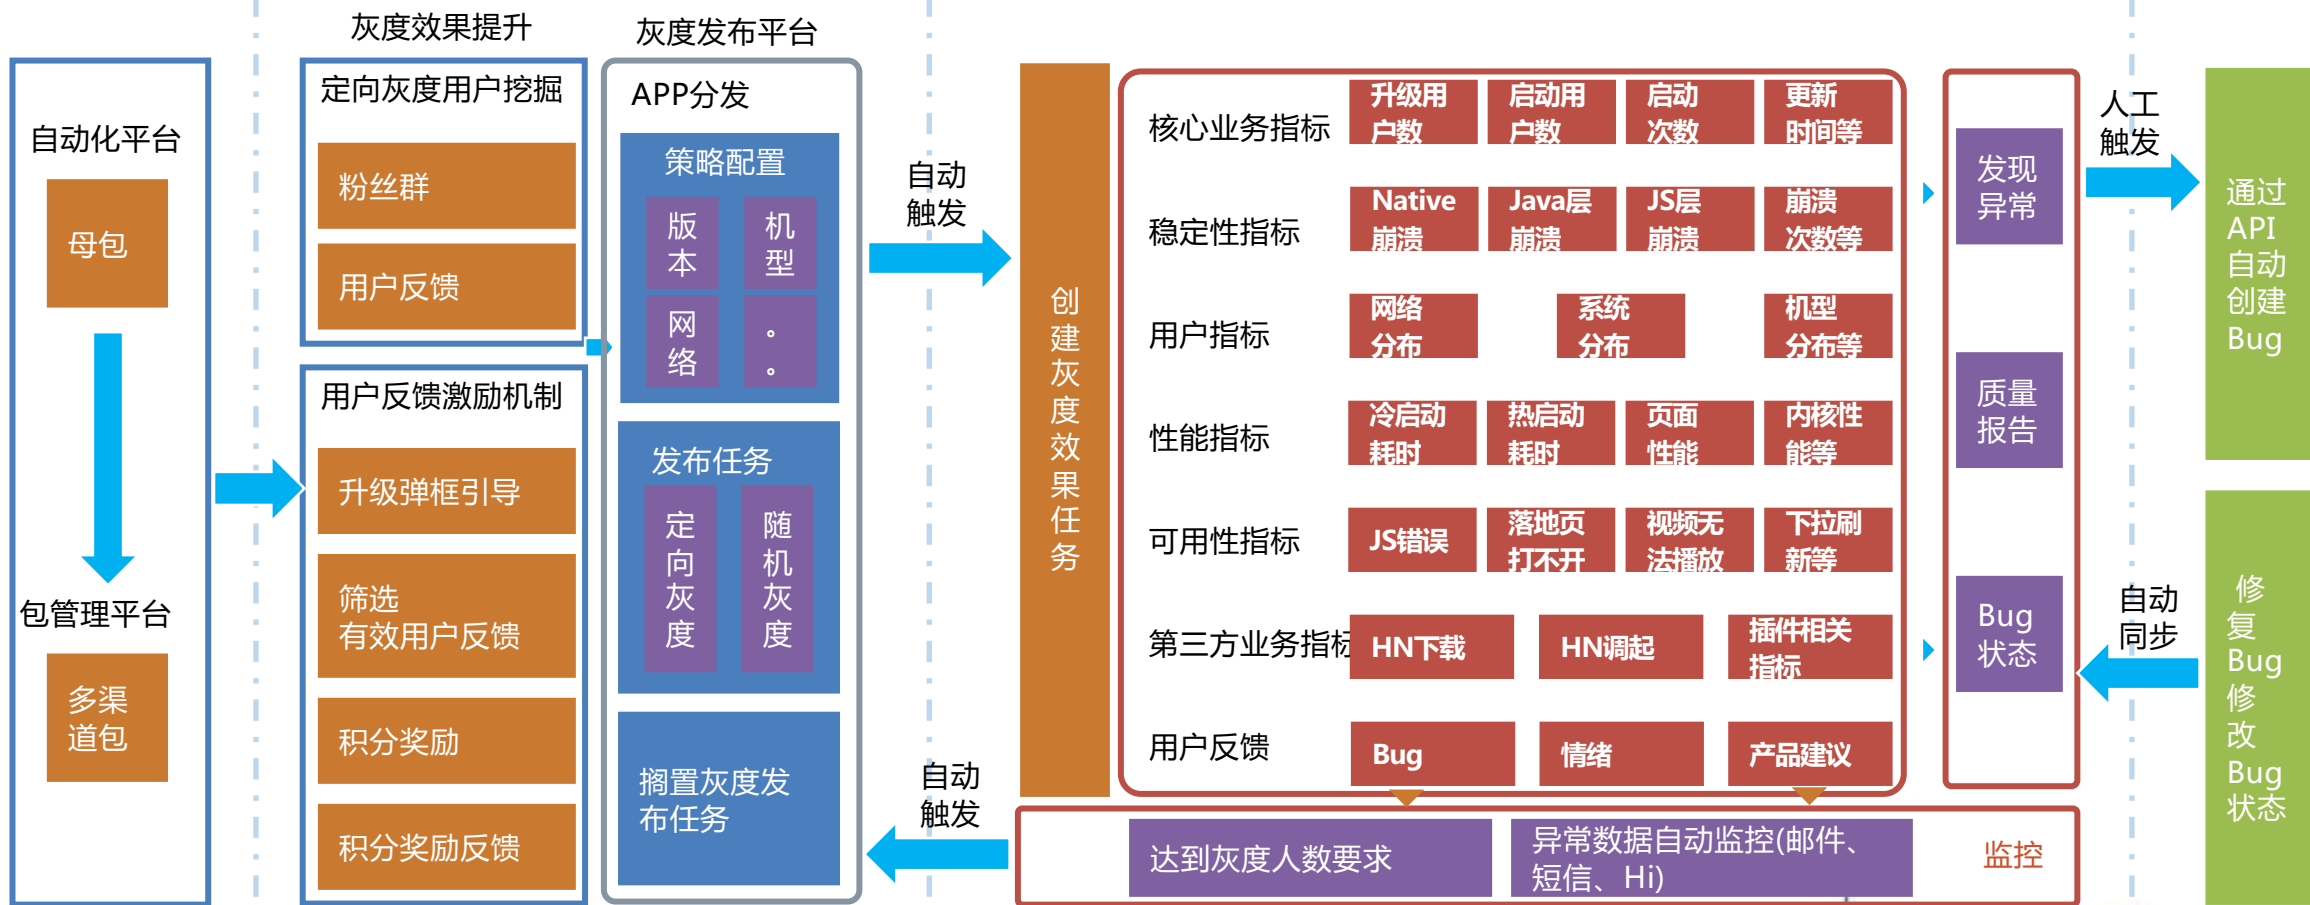 自动化平台
母包
包管理平台
多渠
道包
灰度效果提升
定向灰度用户挖掘
粉丝群
用户反馈
用户反馈激励机制
升级弹框引导
筛选
有效用户反馈
积分奖励
积分奖励反馈
灰度发布平台
APP分发
策略配置
版
本
机
型
网
络
。
。
发布任务
定
向
灰
度
随
机
灰
度
搁置灰度发
布任务
自动
触发
自动
触发
创
建
灰
度
效
果
任
务
核心业务指标
升级用
户数
启动用
户数
启动
次数
更新
时间等
稳定性指标
Native
崩溃
Java层
崩溃
JS层
崩溃
崩溃
次数等
用户指标
网络
分布
系统
分布
机型
分布等
性能指标
冷启动
耗时
热启动
耗时
页面
性能
内核性
能等
可用性指标
JS错误
落地页
打不开
视频无
法播放
下拉刷
新等
第三方业务指标
HN下载
HN调起
插件相关
指标
用户反馈
Bug
情绪
产品建议
达到灰度人数要求
异常数据自动监控(邮件、
短信、Hi)
监控
发现
异常
质量
报告
Bug
状态
人工
触发
自动
同步
通过
API
自动
创建
Bug
修
复
Bug
修
改
Bug
状态